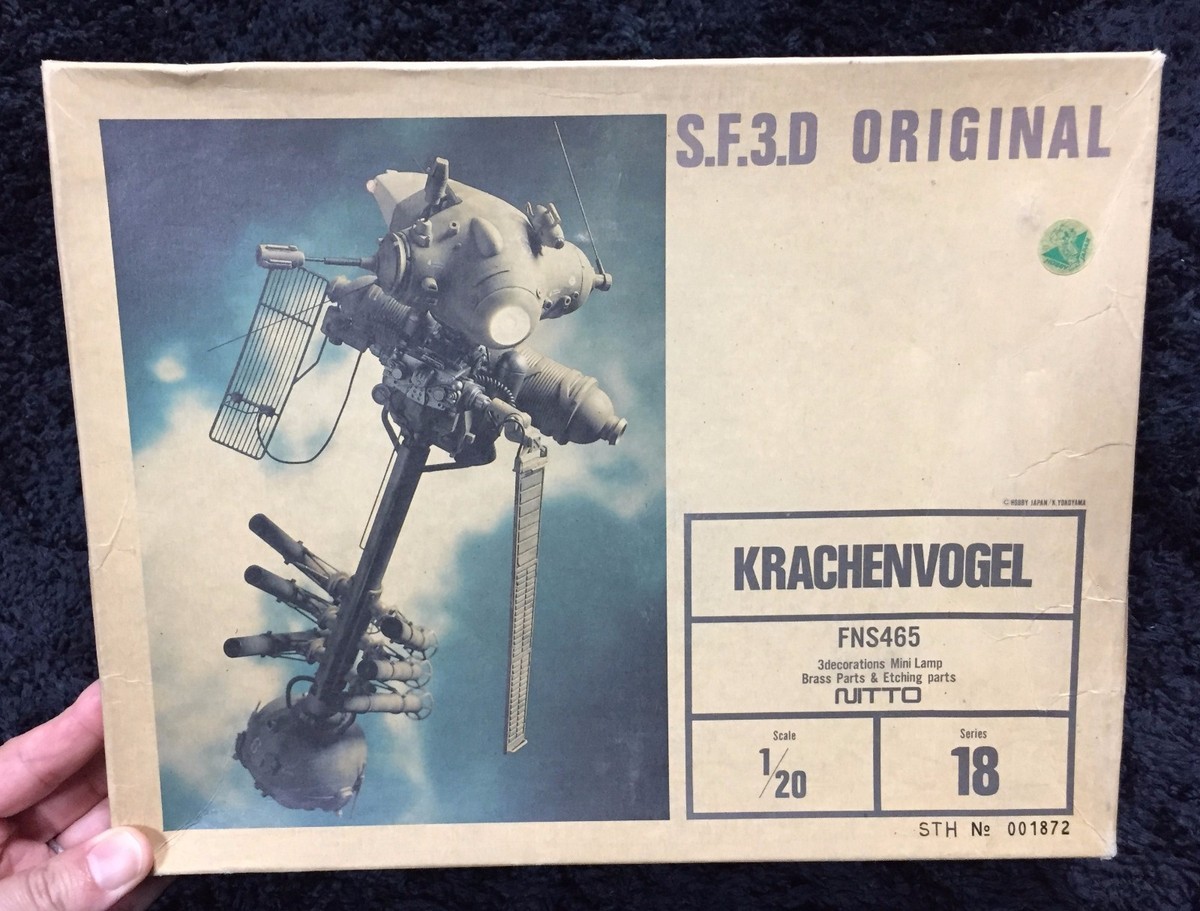 S.F.3.D ORIGINAL
© HOBBY JAPAN/K.YOKOYAMA
KRACHENVOGEL
FNS465
3decorations Mini Lamp
Brass Parts & Etching parts
NITTO
Scale
1/20
Series
18
STH № 001872